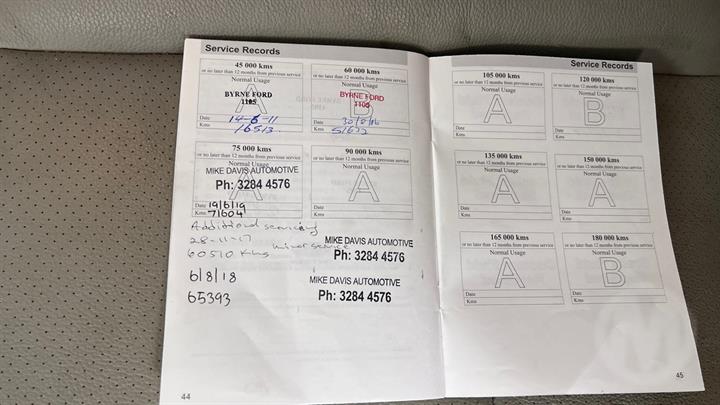 Service Records
45 000 kms
or no later than 12 months from previous service
Normal Usage
A
BYRNE FORD
1105
Date 14-6-11
Kms 16513
60 000 kms
or no later than 12 months from previous service
Normal Usage
B
BYRNE FORD
1105
Date 30/8/16
Kms 51672
75 000 kms
or no later than 12 months from previous service
Normal Usage
A
MIKE DAVIS AUTOMOTIVE
Ph: 3284 4576
Date 19/6/19
Kms 71604
90 000 kms
or no later than 12 months from previous service
Normal Usage
A
Date
Kms
Additional servicing
28-11-17 minor service
60510 kms
MIKE DAVIS AUTOMOTIVE
Ph: 3284 4576
6/8/18
65393
MIKE DAVIS AUTOMOTIVE
Ph: 3284 4576
44
Service Records
105 000 kms
or no later than 12 months from previous service
Normal Usage
A
Date
Kms
120 000 kms
or no later than 12 months from previous service
Normal Usage
B
Date
Kms
135 000 kms
or no later than 12 months from previous service
Normal Usage
A
Date
Kms
150 000 kms
or no later than 12 months from previous service
Normal Usage
A
Date
Kms
165 000 kms
or no later than 12 months from previous service
Normal Usage
A
Date
Kms
180 000 kms
or no later than 12 months from previous service
Normal Usage
B
Date
Kms
45